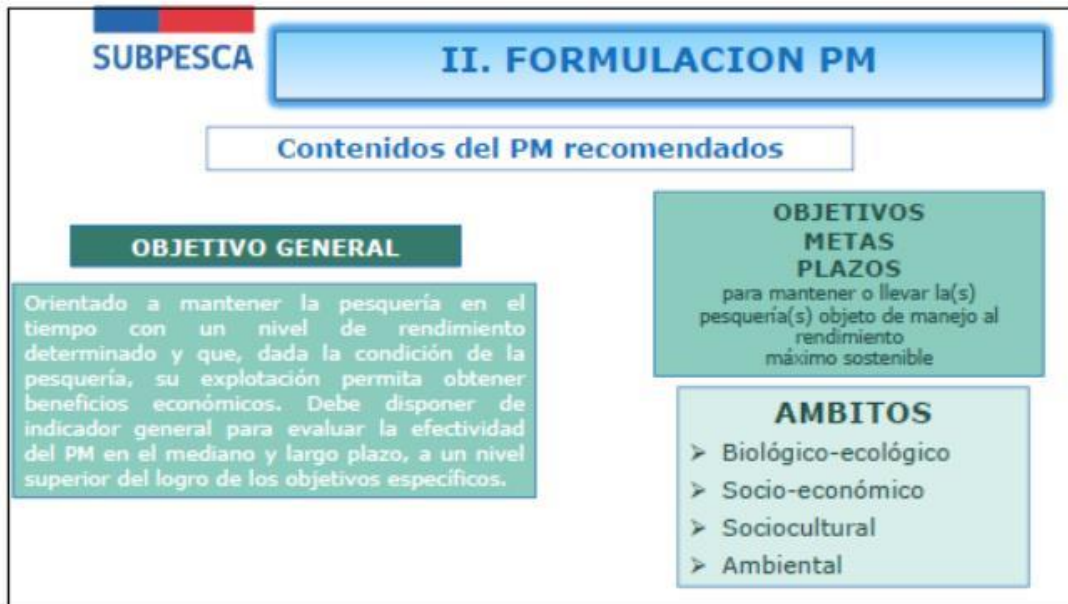 SUBPESCA
II. FORMULACION PM
Contenidos del PM recomendados
OBJETIVO GENERAL
Orientado a mantener la pesquería en el
tiempo con un nivel de rendimiento
determinado y que, dada la condición de la
pesquería, su explotación permita obtener
beneficios económicos. Debe disponer de
indicador general para evaluar la efectividad
del PM en el mediano y largo plazo, a un nivel
superior del logro de los objetivos específicos.
OBJETIVOS
METAS
PLAZOS
para mantener o llevar la(s)
pesquería(s) objeto de manejo al
rendimiento
máximo sostenible
AMBITOS
➢ Biológico-ecológico
➢ Socio-económico
➢ Sociocultural
➢ Ambiental